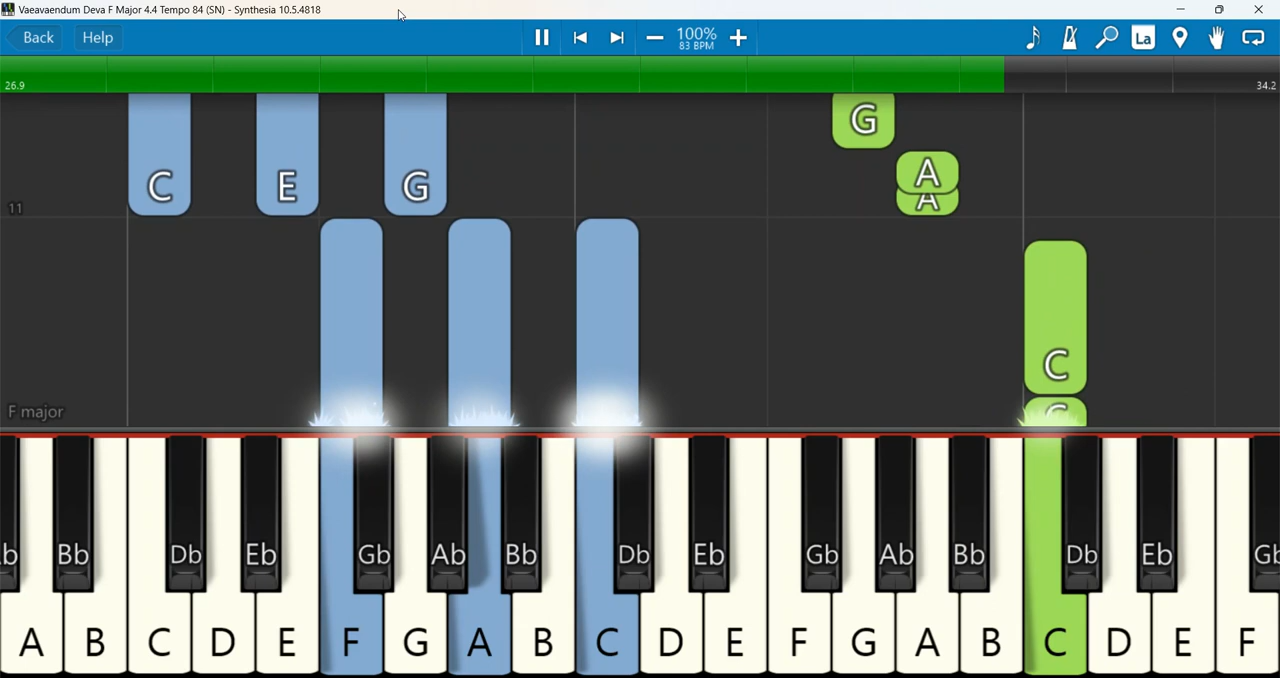 Vaeavaendum Deva F Major 4.4 Tempo 84 (SN) - Synthesia 10.5.4818
Back Help 100% La
83 BPM
26.9 34.2
G
C E G A
A
11
C
F major C
b Bb Db Eb Gb Ab Bb Db Eb Gb Ab Bb Db Eb Gb
A B C D E F G A B C D E F G A B C D E F